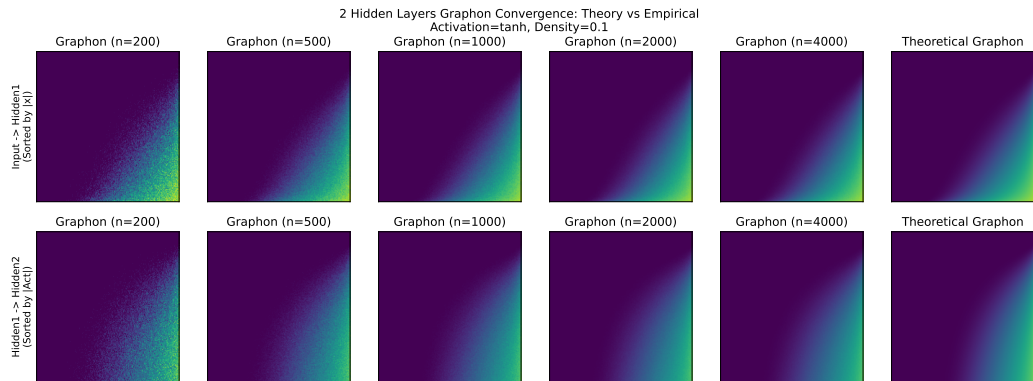 2 Hidden Layers Graphon Convergence: Theory vs Empirical
Activation=tanh, Density=0.1
Graphon (n=200)
Graphon (n=500)
Graphon (n=1000)
Graphon (n=2000)
Graphon (n=4000)
Theoretical Graphon
Input -> Hidden1
(Sorted by |x|)
Graphon (n=200)
Graphon (n=500)
Graphon (n=1000)
Graphon (n=2000)
Graphon (n=4000)
Theoretical Graphon
Hidden1 -> Hidden2
(Sorted by |Act|)